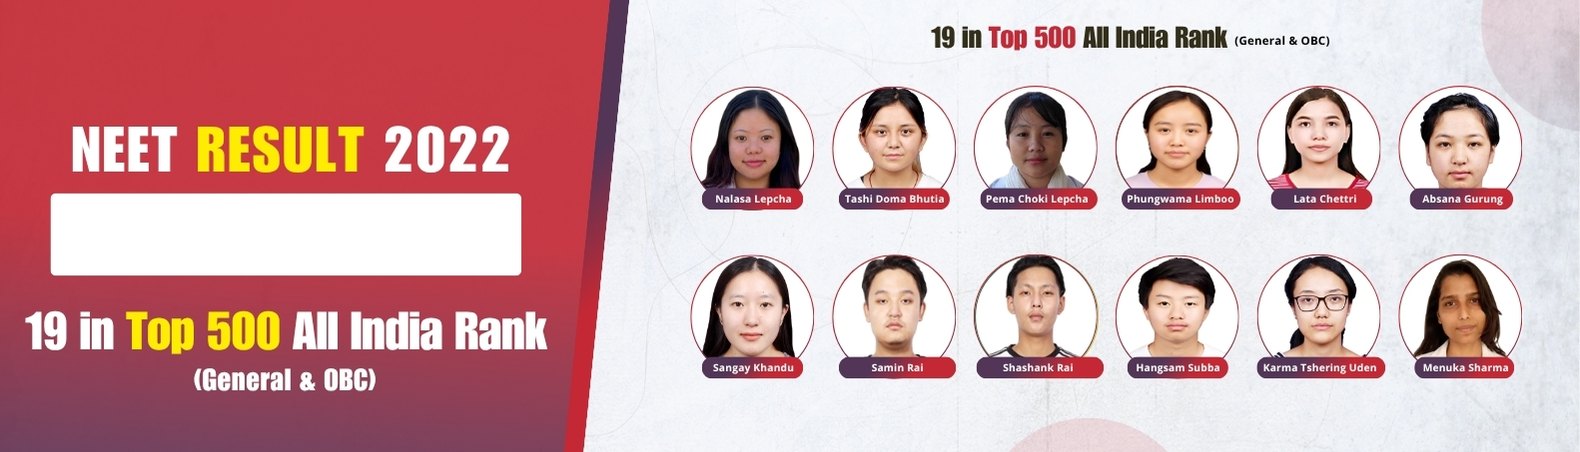 NEET RESULT 2022
19 in Top 500 All India Rank
(General & OBC)
19 in Top 500 All India Rank (General & OBC)
Nalasa Lepcha
Tashi Doma Bhutia
Pema Choki Lepcha
Phungwama Limboo
Lata Chettri
Absana Gurung
Sangay Khandu
Samin Rai
Shashank Rai
Hangsam Subba
Karma Tshering Uden
Menuka Sharma